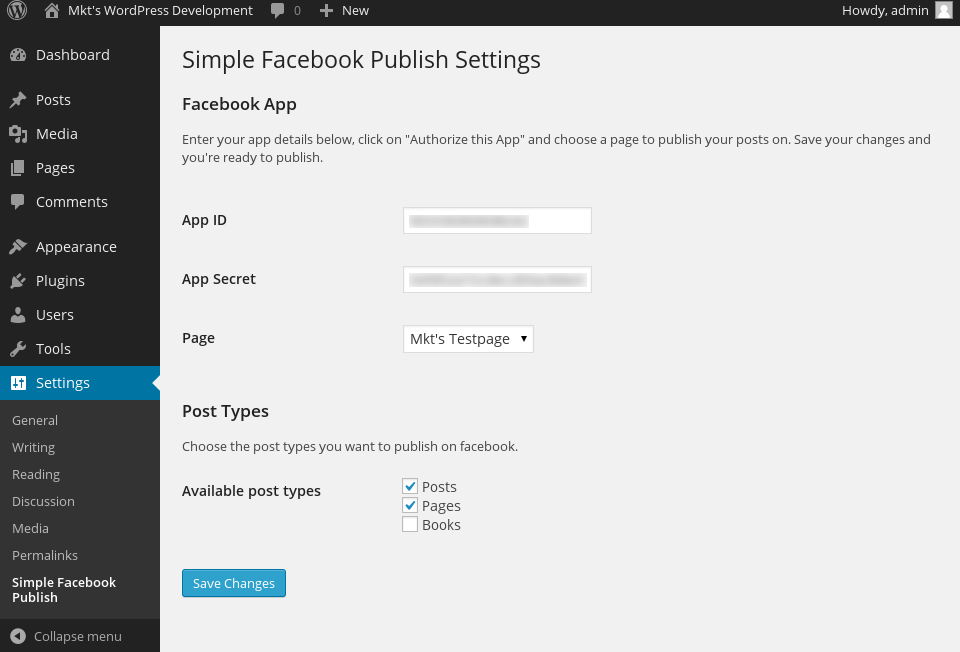 Mkt's WordPress Development 0 New Howdy, admin
Dashboard
Posts
Media
Pages
Comments
Appearance
Plugins
Users
Tools
Settings
General
Writing
Reading
Discussion
Media
Permalinks
Simple Facebook
Publish
Collapse menu
Simple Facebook Publish Settings
Facebook App
Enter your app details below, click on "Authorize this App" and choose a page to publish your posts on. Save your changes and
you're ready to publish.
App ID
App Secret
Page Mkt's Testpage
Post Types
Choose the post types you want to publish on facebook.
Available post types
Posts
Pages
Books
Save Changes